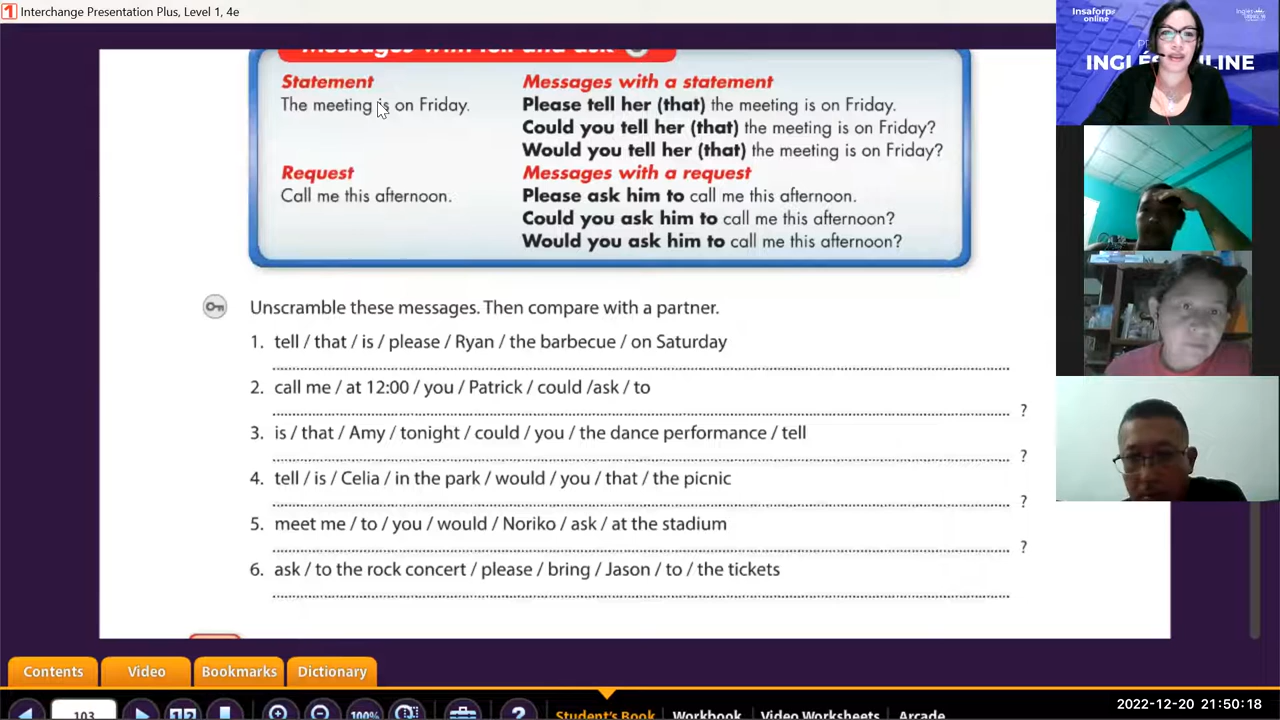 Interchange Presentation Plus, Level 1, 4e
Messages with tell and ask
Statement
The meeting is on Friday.
Messages with a statement
Please tell her (that) the meeting is on Friday.
Could you tell her (that) the meeting is on Friday?
Would you tell her (that) the meeting is on Friday?
Request
Call me this afternoon.
Messages with a request
Please ask him to call me this afternoon.
Could you ask him to call me this afternoon?
Would you ask him to call me this afternoon?
Unscramble these messages. Then compare with a partner.
1. tell / that / is / please / Ryan / the barbecue / on Saturday
2. call me / at 12:00 / you / Patrick / could /ask / to
?
3. is / that / Amy / tonight / could / you / the dance performance / tell
?
4. tell / is / Celia / in the park / would / you / that / the picnic
?
5. meet me / to / you / would / Noriko / ask / at the stadium
?
6. ask / to the rock concert / please / bring / Jason / to / the tickets
Contents
Video
Bookmarks
Dictionary
103
100%
?
Student's Book
Workbook
Video Worksheets
Arcade
Insaforp
online
INGLÉS ONLINE
2022-12-20 21:50:18